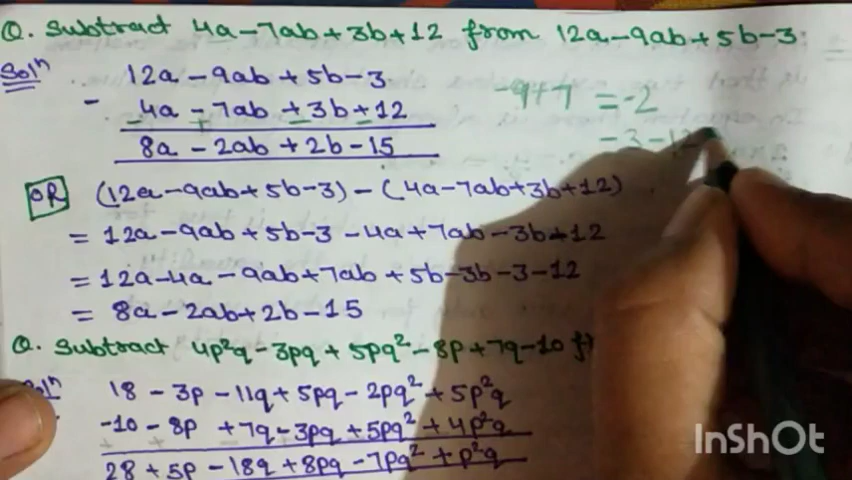 Q. Subtract 4a-7ab+3b+12 from 12a-9ab+5b-3.
Solⁿ
12a-9ab+5b-3
- 4a-7ab+3b+12
- + - -
8a-2ab+2b-15
-9+7 = -2
-3-12
OR (12a-9ab+5b-3)-(4a-7ab+3b+12)
= 12a-9ab+5b-3-4a+7ab-3b+12
= 12a-4a-9ab+7ab+5b-3b-3-12
= 8a-2ab+2b-15
Q. Subtract 4p²q-3pq+5pq²-8p+7q-10
Solⁿ 18-3p-11q+5pq-2pq²+5p²q
-10-8p+7q-3pq+5pq²+4p²q
+ + - + - -
28+5p-18q+8pq-7pq²+p²q
InShOt